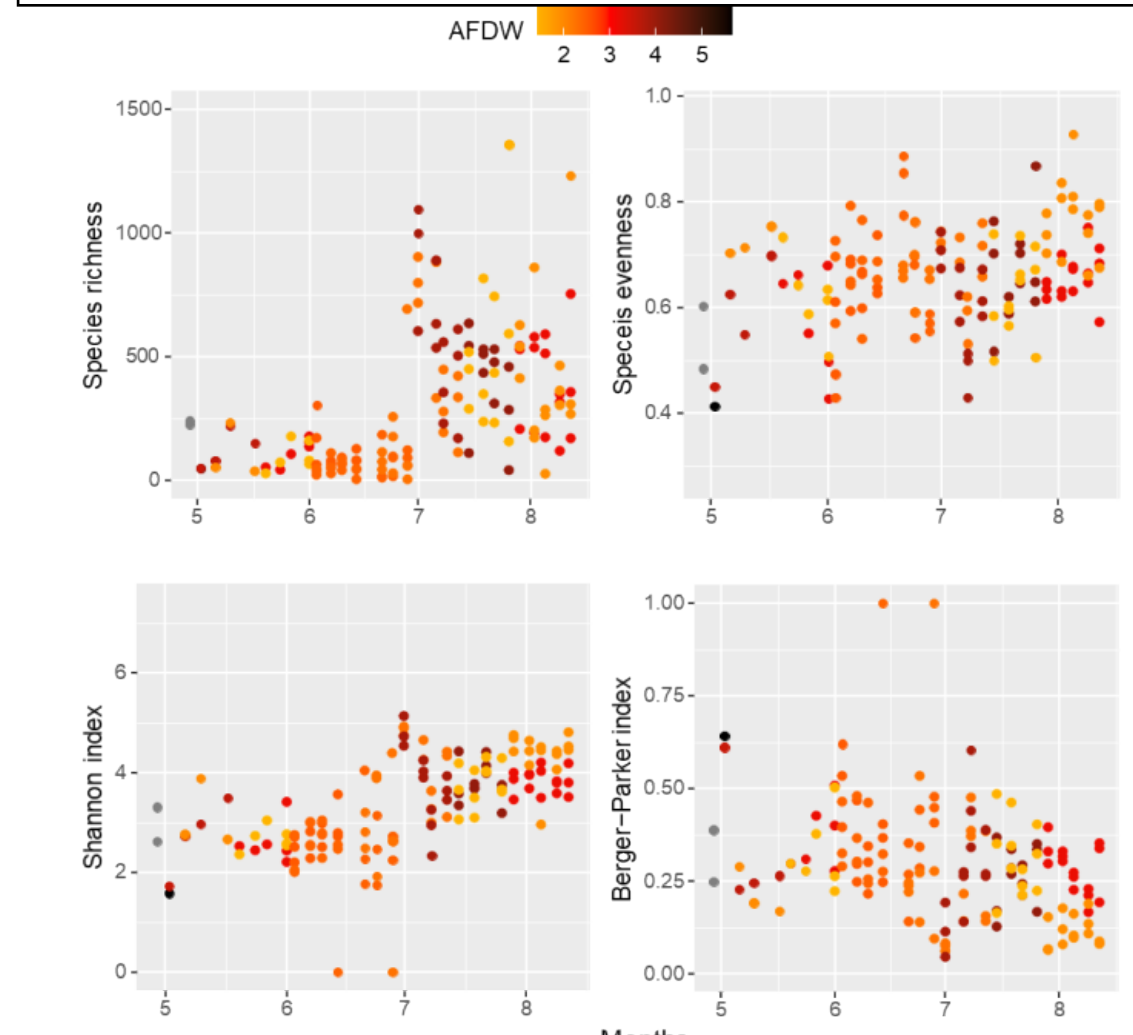 AFDW
2 3 4 5
Species richness
1500
1000
500
0
5 6 7 8
Speceis evenness
1.0
0.8
0.6
0.4
5 6 7 8
Shannon index
6
4
2
0
5 6 7 8
Berger-Parker index
1.00
0.75
0.50
0.25
0.00
5 6 7 8
Months